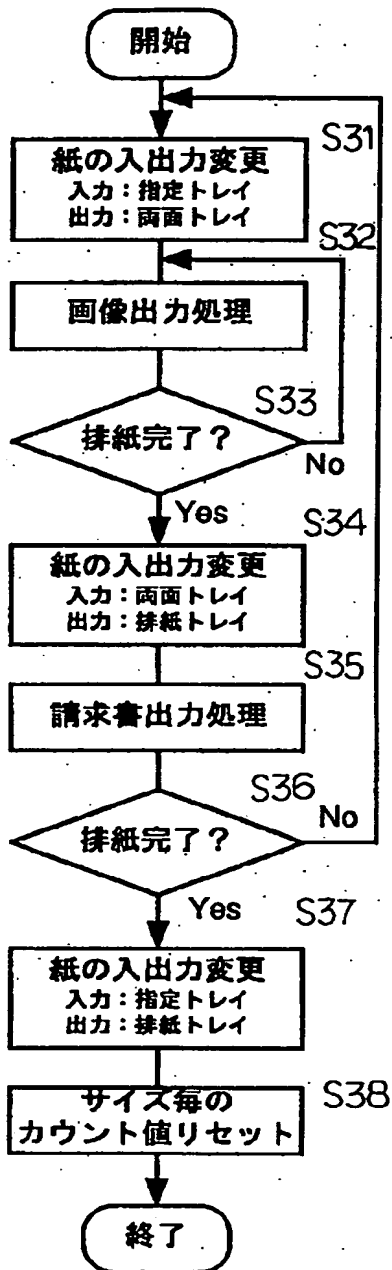 開始
S31
紙の入出力変更
入力：指定トレイ
出力：両面トレイ
S32
画像出力処理
S33
排紙完了？
No
Yes
S34
紙の入出力変更
入力：両面トレイ
出力：排紙トレイ
S35
請求書出力処理
S36
排紙完了？
No
Yes
S37
紙の入出力変更
入力：指定トレイ
出力：排紙トレイ
S38
サイズ毎の
カウント値リセット
終了